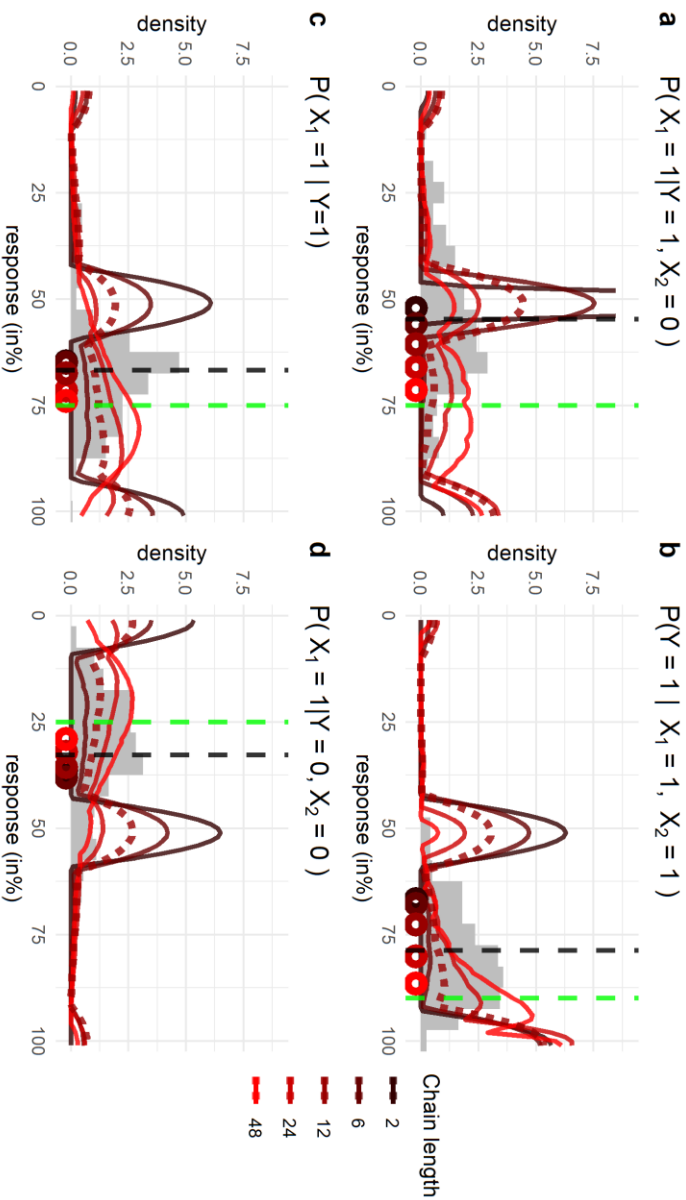 a P( X₁ = 1|Y = 1, X₂ = 0 )
density
7.5
5.0
2.5
0.0
0 25 50 75 100
response (in%)
b P(Y = 1 | X₁ = 1, X₂ = 1 )
density
7.5
5.0
2.5
0.0
0 25 50 75 100
response (in%)
c P( X₁ =1 | Y=1)
density
7.5
5.0
2.5
0.0
0 25 50 75 100
response (in%)
d P( X₁ = 1|Y = 0, X₂ = 0 )
density
7.5
5.0
2.5
0.0
0 25 50 75 100
response (in%)
Chain length
2
6
12
24
48